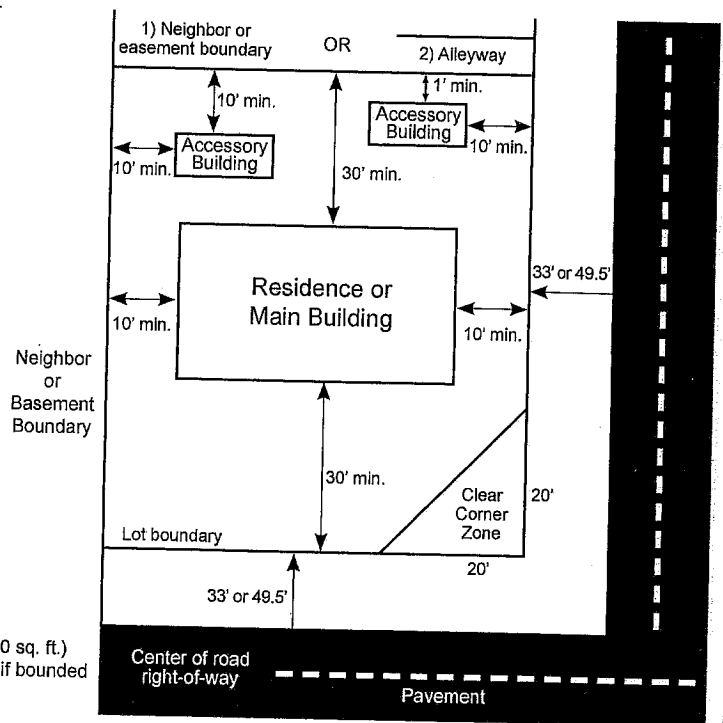 1) Neighbor or
easement boundary
OR
2) Alleyway
10' min.
1' min.
Accessory
Building
10' min.
Accessory
Building
10' min.
30' min.
33' or 49.5'
Residence or
Main Building
10' min.
10' min.
Neighbor
or
Basement
Boundary
30' min.
Clear
Corner
Zone
20'
Lot boundary
20'
33' or 49.5'
0 sq. ft.)
if bounded
Center of road
right-of-way
Pavement